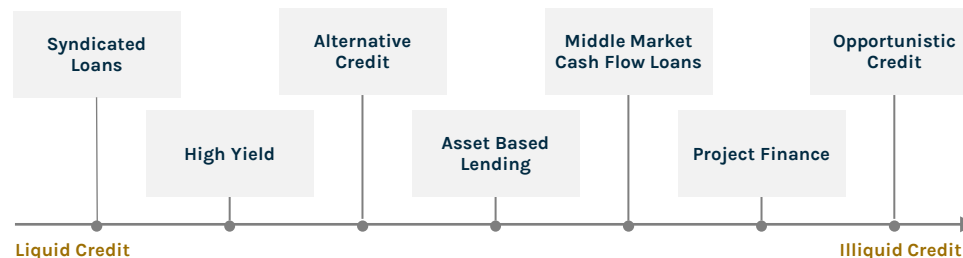 Syndicated
Loans
High Yield
Alternative
Credit
Asset Based
Lending
Middle Market
Cash Flow Loans
Project Finance
Opportunistic
Credit
Liquid Credit
Illiquid Credit